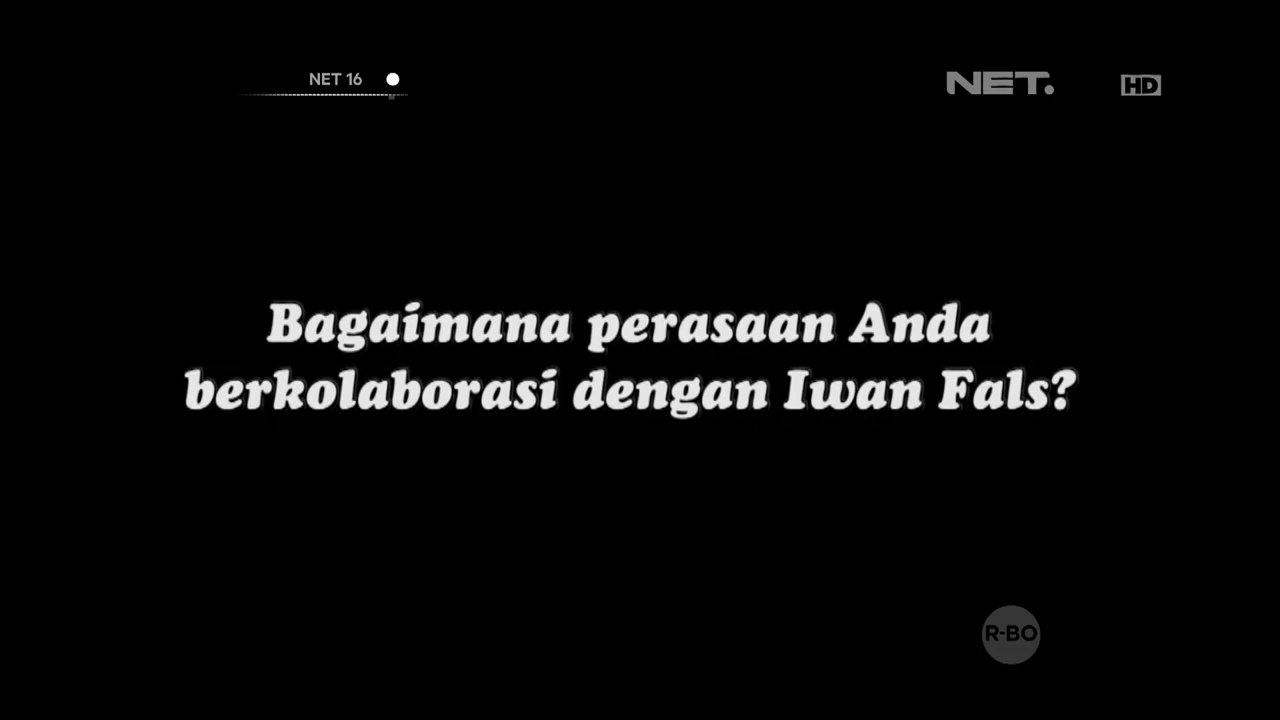 NET 16
NET.
HD
Bagaimana perasaan Anda
berkolaborasi dengan Iwan Fals?
R-BO